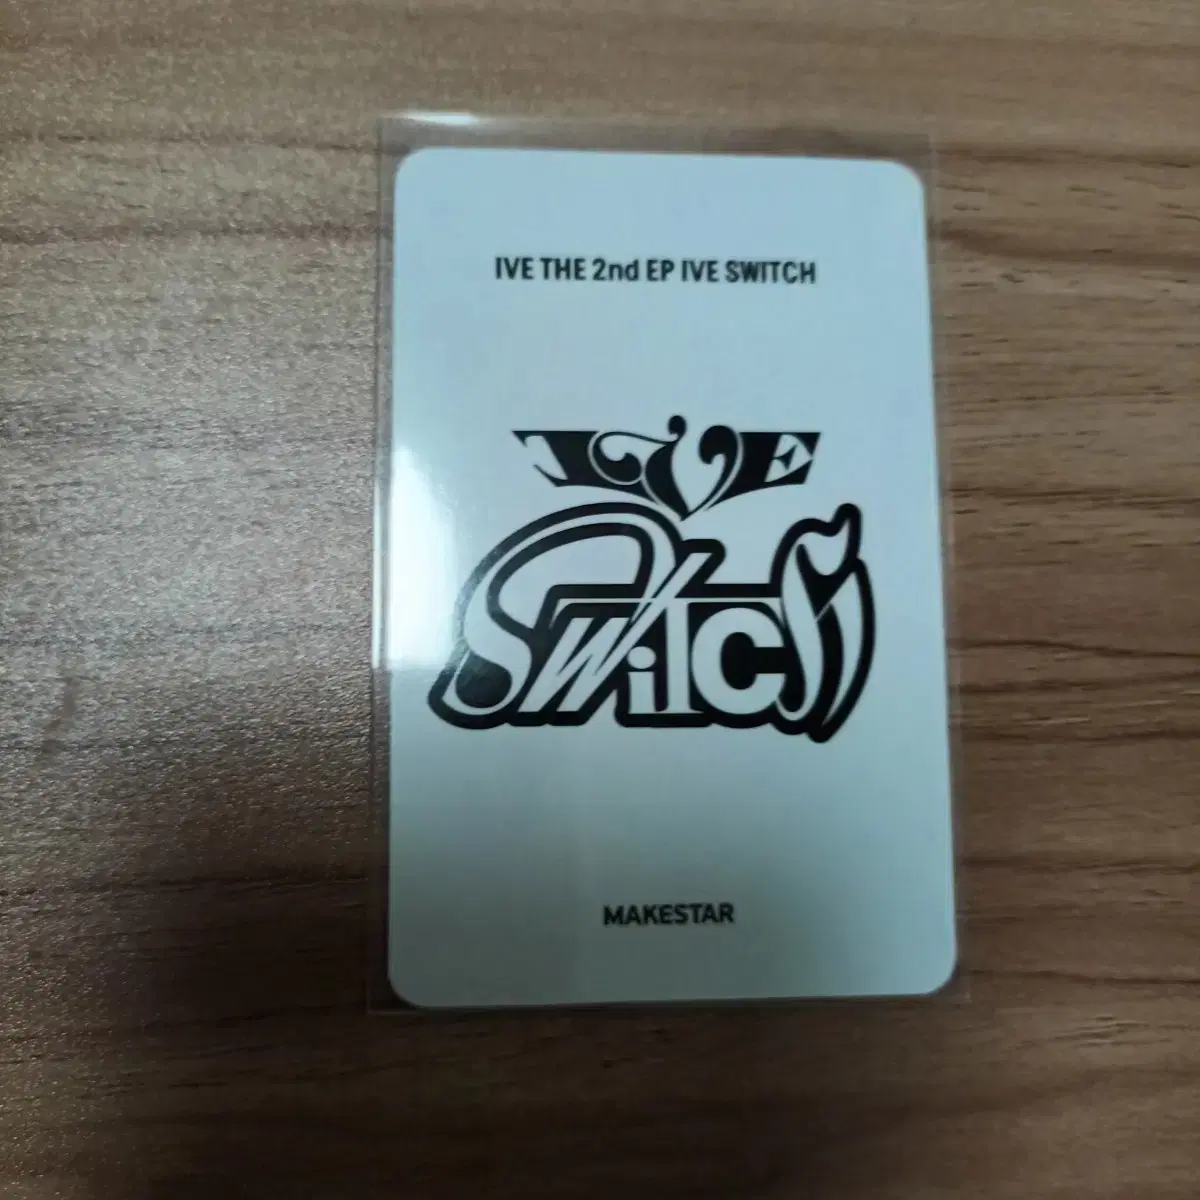 IVE THE 2nd EP IVE SWITCH
IVE
SWiTCH
MAKESTAR